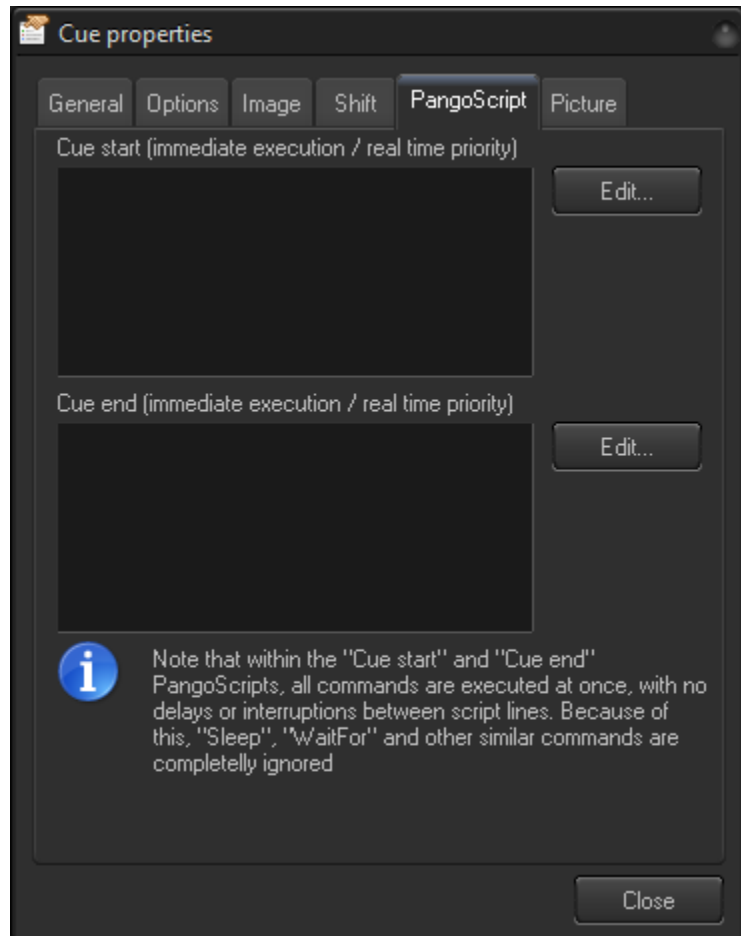 Cue properties
General Options Image Shift PangoScript Picture
Cue start (immediate execution / real time priority)
Edit...
Cue end (immediate execution / real time priority)
Edit...
Note that within the "Cue start" and "Cue end"
PangoScripts, all commands are executed at once, with no
delays or interruptions between script lines. Because of
this, "Sleep", "WaitFor" and other similar commands are
completelly ignored
Close